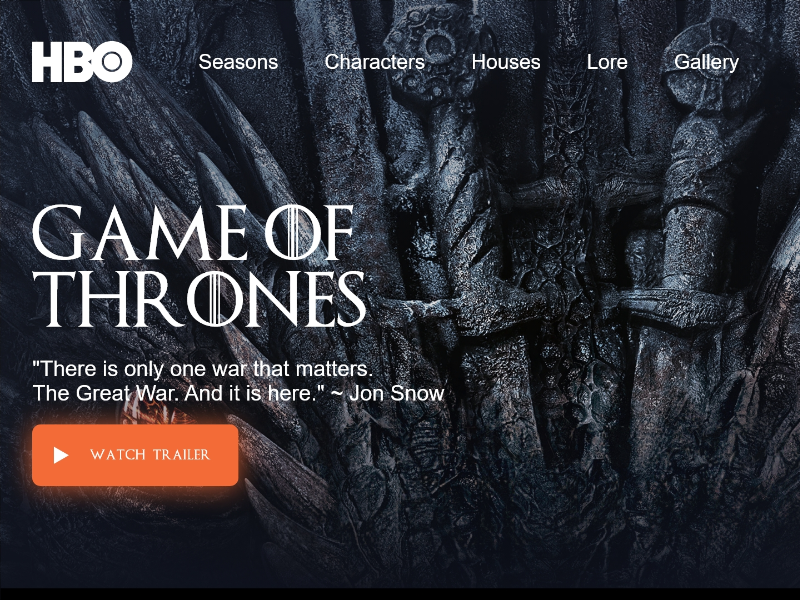 HBO Seasons Characters Houses Lore Gallery
GAME OF
THRONES
"There is only one war that matters.
The Great War. And it is here." ~ Jon Snow
WATCH TRAILER